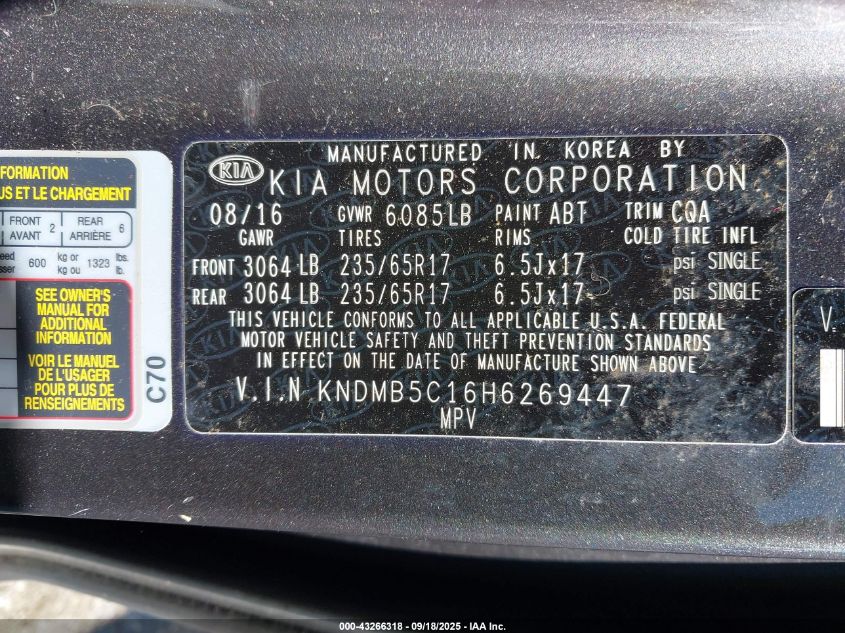 FORMATION
US ET LE CHARGEMENT
FRONT 2 REAR 6
AVANT ARRIÈRE
600 kg or 1323 lbs.
kg ou lb.
SEE OWNER'S
MANUAL FOR
ADDITIONAL
INFORMATION
VOIR LE MANUEL
DE L'USAGER
POUR PLUS DE
RENSEIGNEMENTS
C70
MANUFACTURED IN KOREA BY
KIA KIA MOTORS CORPORATION
08/16 GVWR 6085LB PAINT ABT TRIM CQA
GAWR TIRES RIMS COLD TIRE INFL
FRONT 3064 LB 235/65R17 6.5Jx17 psi SINGLE
REAR 3064 LB 235/65R17 6.5Jx17 psi SINGLE
THIS VEHICLE CONFORMS TO ALL APPLICABLE U.S.A. FEDERAL
MOTOR VEHICLE SAFETY AND THEFT PREVENTION STANDARDS
IN EFFECT ON THE DATE OF MANUFACTURE SHOWN ABOVE
V.I.N KNDMB5C16H6269447
MPV
V.
000-43266318 - 09/18/2025 - IAA Inc.